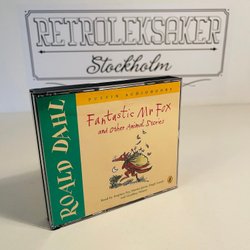 RETROLEKSAKER
Stockholm
PUFFIN AUDIOBOOKS
Fantastic Mr Fox
and Other Animal Stories
ROALD DAHL